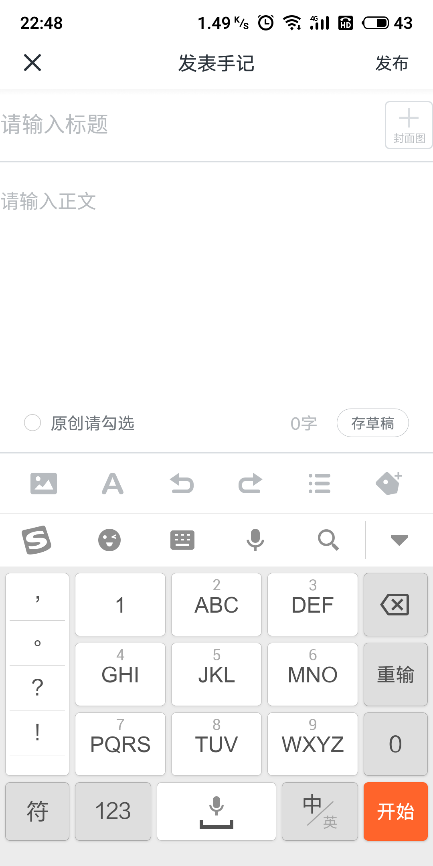 22:48 1.49 K/s 4G HD 43
发表手记 发布
请输入标题
封面图
请输入正文
原创请勾选 0字 存草稿
A
S
, 1 2 ABC 3 DEF
。 4 GHI 5 JKL 6 MNO 重输
?
! 7 PQRS 8 TUV 9 WXYZ 0
符 123 中/英 开始